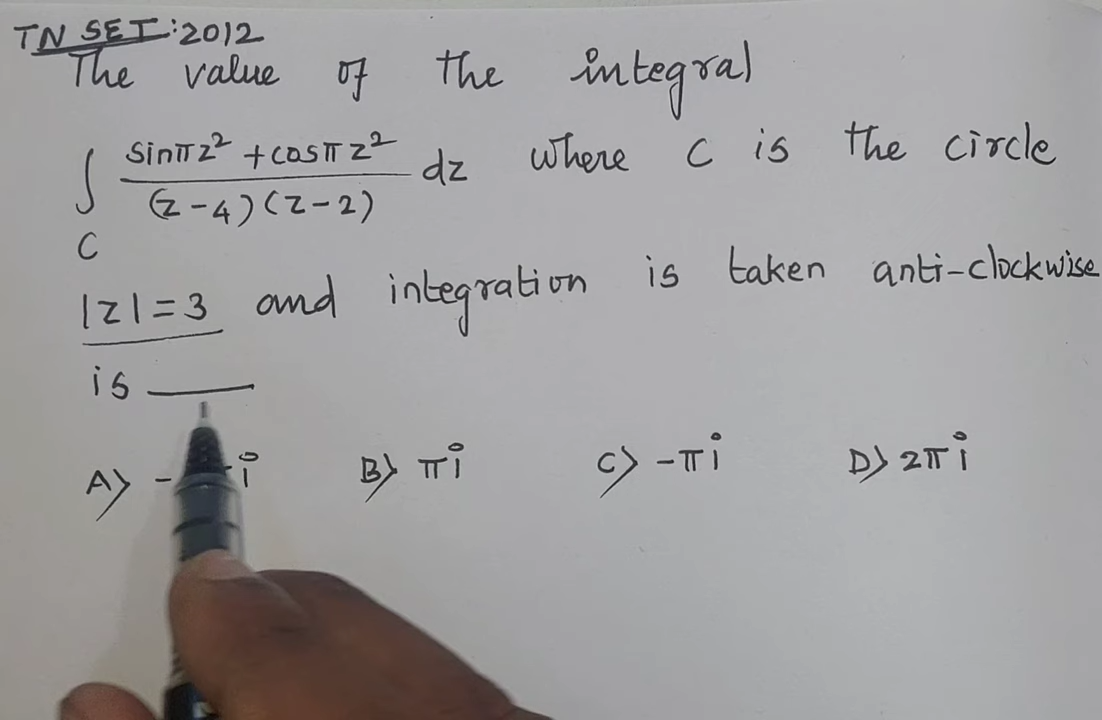 TN SET:2012
The value of the integral
∫ sinπz² + cosπz² / (z-4)(z-2) dz where C is the circle
C
|z|=3 and integration is taken anti-clockwise
is ____
A) - i B) πi C) -πi D) 2πi